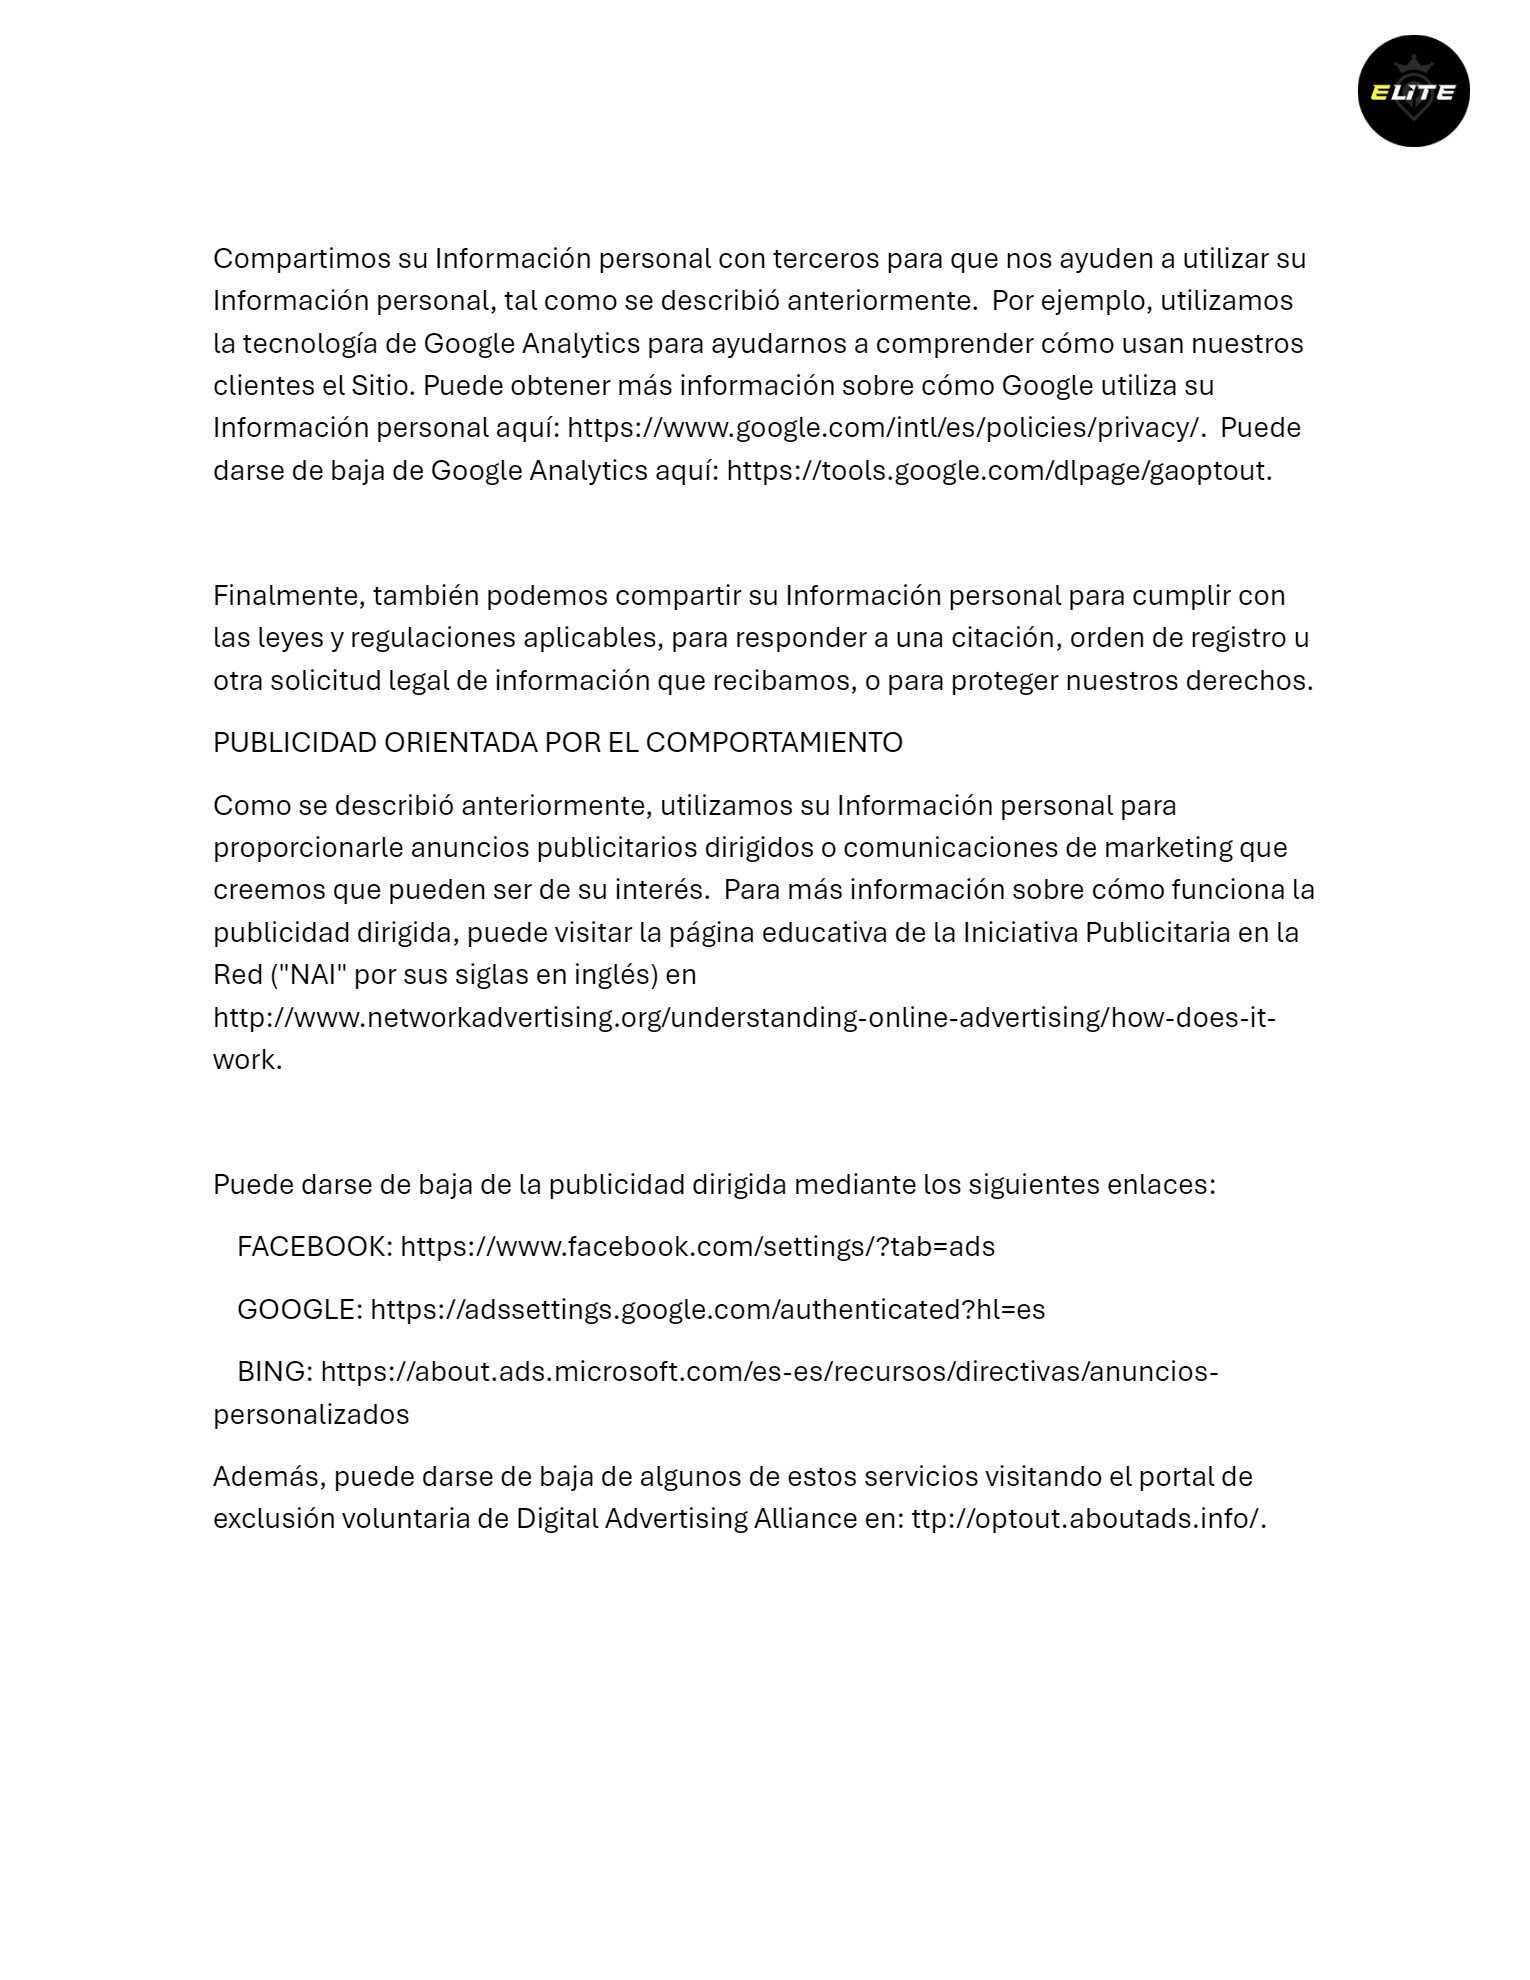 ELITE
Compartimos su Información personal con terceros para que nos ayuden a utilizar su
Información personal, tal como se describió anteriormente.  Por ejemplo, utilizamos
la tecnología de Google Analytics para ayudarnos a comprender cómo usan nuestros
clientes el Sitio. Puede obtener más información sobre cómo Google utiliza su
Información personal aquí: https://www.google.com/intl/es/policies/privacy/.  Puede
darse de baja de Google Analytics aquí: https://tools.google.com/dlpage/gaoptout.
Finalmente, también podemos compartir su Información personal para cumplir con
las leyes y regulaciones aplicables, para responder a una citación, orden de registro u
otra solicitud legal de información que recibamos, o para proteger nuestros derechos.
PUBLICIDAD ORIENTADA POR EL COMPORTAMIENTO
Como se describió anteriormente, utilizamos su Información personal para
proporcionarle anuncios publicitarios dirigidos o comunicaciones de marketing que
creemos que pueden ser de su interés.  Para más información sobre cómo funciona la
publicidad dirigida, puede visitar la página educativa de la Iniciativa Publicitaria en la
Red ("NAI" por sus siglas en inglés) en
http://www.networkadvertising.org/understanding-online-advertising/how-does-it-
work.
Puede darse de baja de la publicidad dirigida mediante los siguientes enlaces:
FACEBOOK: https://www.facebook.com/settings/?tab=ads
GOOGLE: https://adssettings.google.com/authenticated?hl=es
BING: https://about.ads.microsoft.com/es-es/recursos/directivas/anuncios-
personalizados
Además, puede darse de baja de algunos de estos servicios visitando el portal de
exclusión voluntaria de Digital Advertising Alliance en: ttp://optout.aboutads.info/.